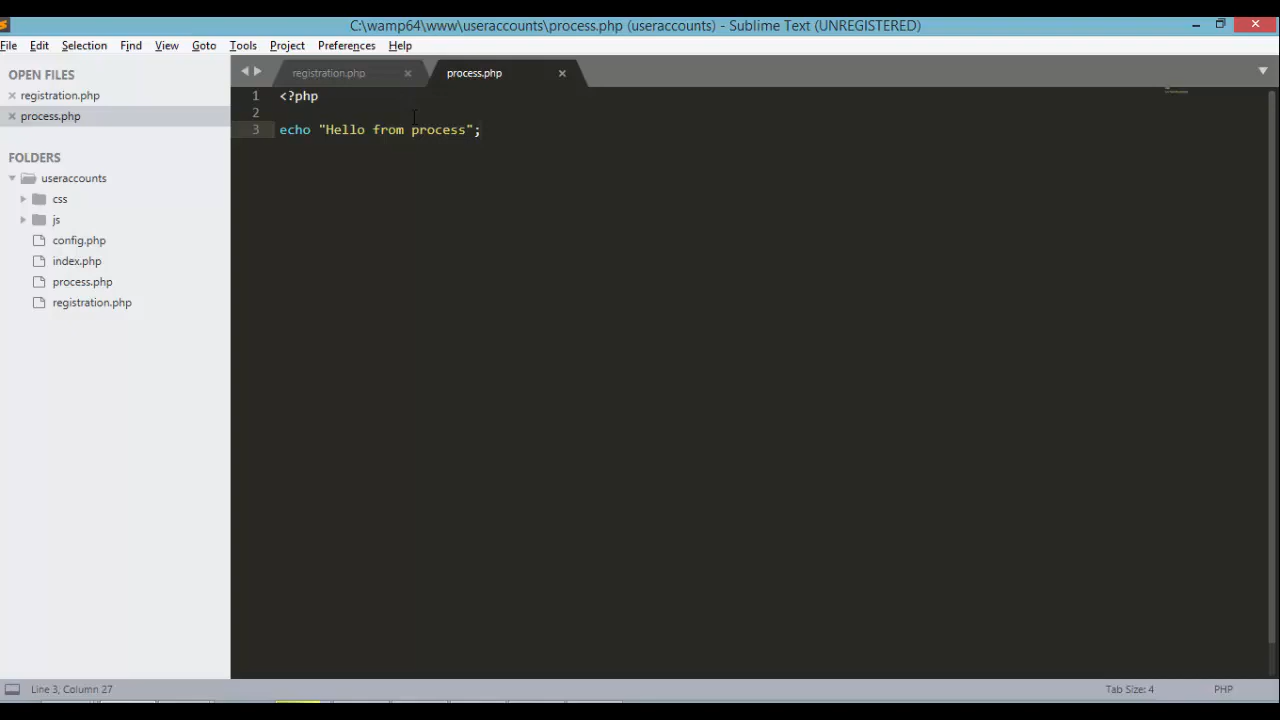 C:\wamp64\www\useraccounts\process.php (useraccounts) - Sublime Text (UNREGISTERED)
File Edit Selection Find View Goto Tools Project Preferences Help
OPEN FILES
registration.php
process.php
FOLDERS
useraccounts
css
js
config.php
index.php
process.php
registration.php
registration.php process.php
1 <?php
2
3 echo "Hello from process";
Line 3, Column 27 Tab Size: 4 PHP